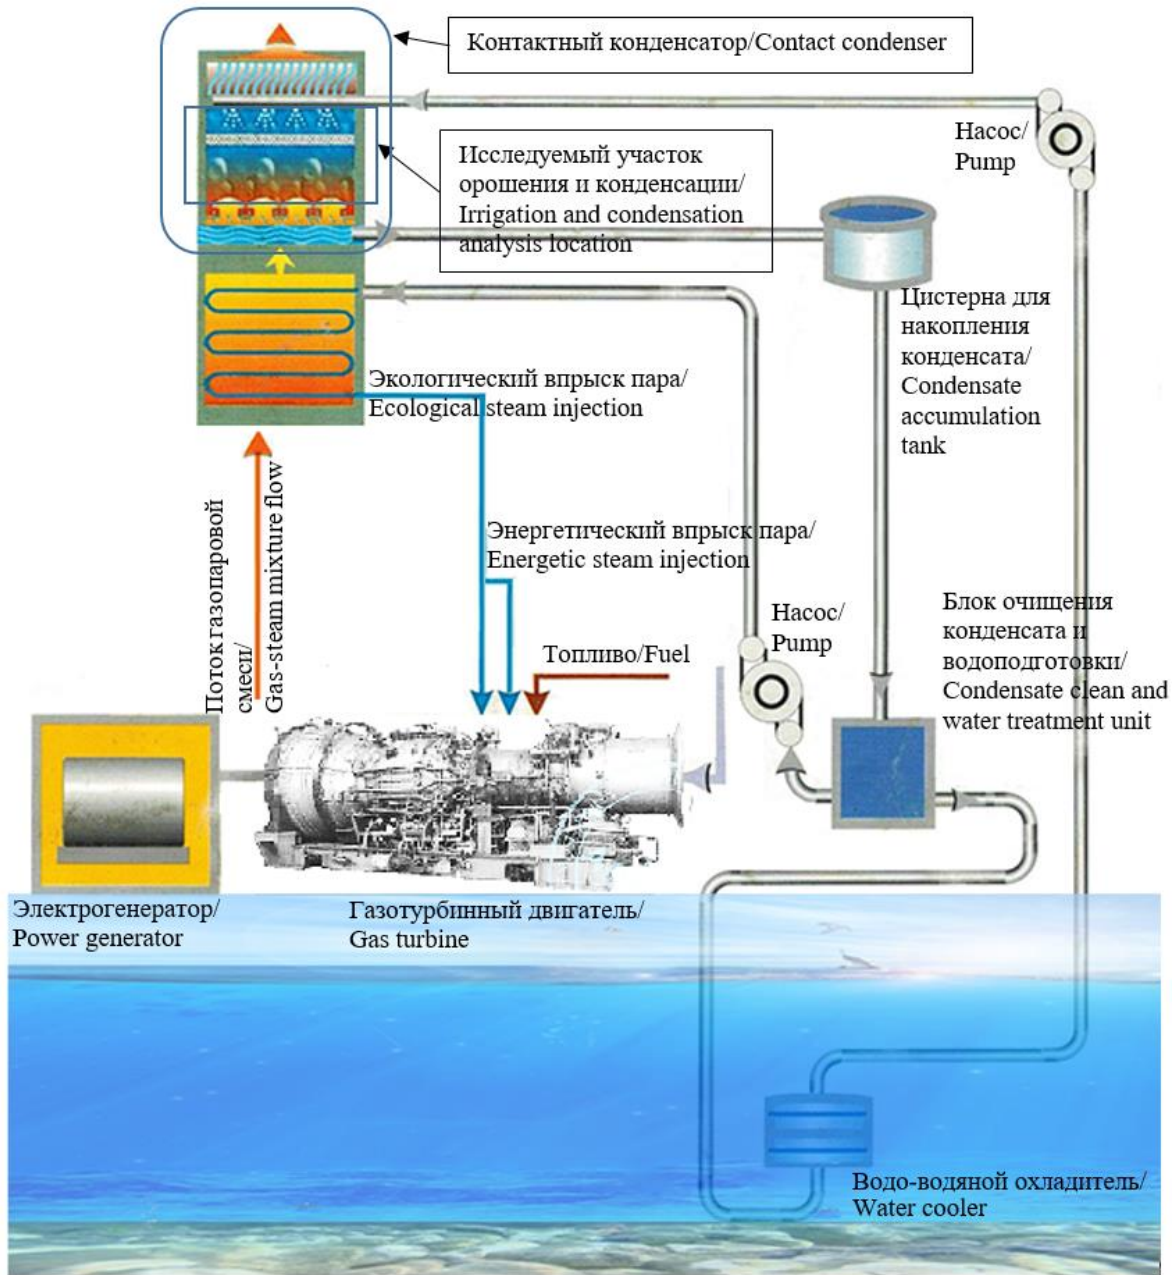 Контактный конденсатор/Contact condenser
Насос/
Pump
Исследуемый участок
орошения и конденсации/
Irrigation and condensation
analysis location
Цистерна для
накопления
конденсата/
Condensate
accumulation
tank
Экологический впрыск пара/
Ecological steam injection
Поток газопаровой
смеси/
Gas-steam mixture flow
Энергетический впрыск пара/
Energetic steam injection
Блок очищения
конденсата и
водоподготовки/
Condensate clean and
water treatment unit
Насос/
Pump
Топливо/Fuel
Электрогенератор/
Power generator
Газотурбинный двигатель/
Gas turbine
Водо-водяной охладитель/
Water cooler